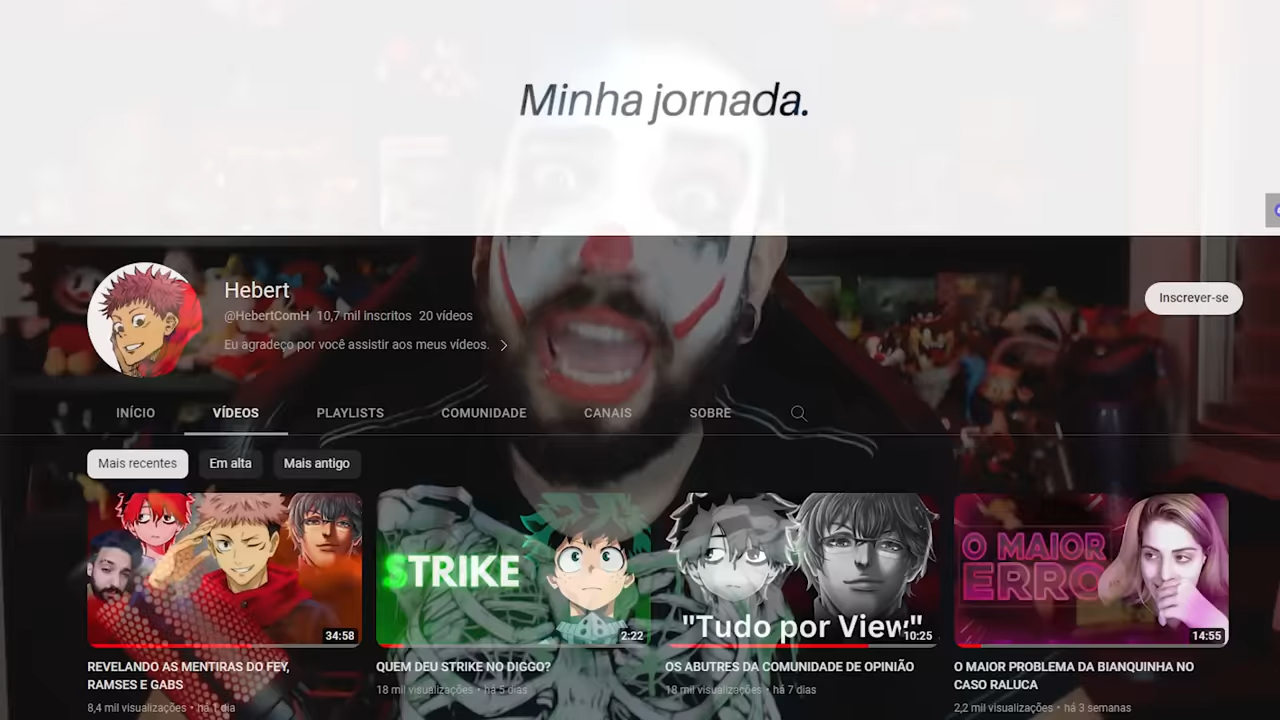 Minha jornada.
Hebert
@HebertComH 10,7 mil inscritos 20 vídeos
Eu agradeço por você assistir aos meus vídeos.
Inscrever-se
INÍCIO VÍDEOS PLAYLISTS COMUNIDADE CANAIS SOBRE
Mais recentes Em alta Mais antigo
34:58
STRIKE
2:22
"Tudo por View"
10:25
O MAIOR
ERRO
14:55
REVELANDO AS MENTIRAS DO FEY,
RAMSES E GABS
8,4 mil visualizações • há 1 dia
QUEM DEU STRIKE NO DIGGO?
18 mil visualizações • há 5 dias
OS ABUTRES DA COMUNIDADE DE OPINIÃO
18 mil visualizações • há 7 dias
O MAIOR PROBLEMA DA BIANQUINHA NO
CASO RALUCA
2,2 mil visualizações • há 3 semanas